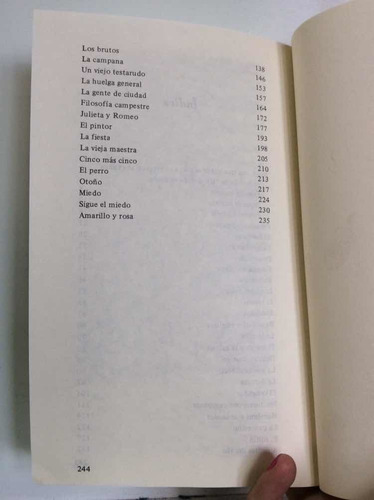 Los brutos 138
La campana 146
Un viejo testarudo 153
La huelga general 157
La gente de ciudad 164
Filosofía campestre 172
Julieta y Romeo 177
El pintor 193
La fiesta 198
La vieja maestra 205
Cinco más cinco 210
El perro 213
Otoño 217
Miedo 224
Sigue el miedo 230
Amarillo y rosa 235
244